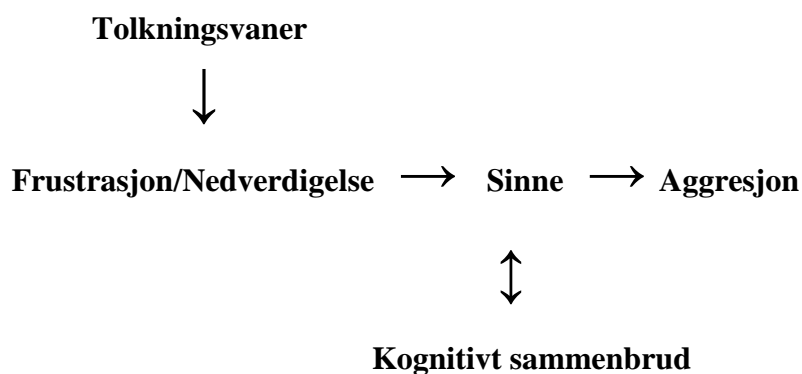 Tolkningsvaner
Frustrasjon/Nedverdigelse → Sinne → Aggresjon
Kognitivt sammenbrud